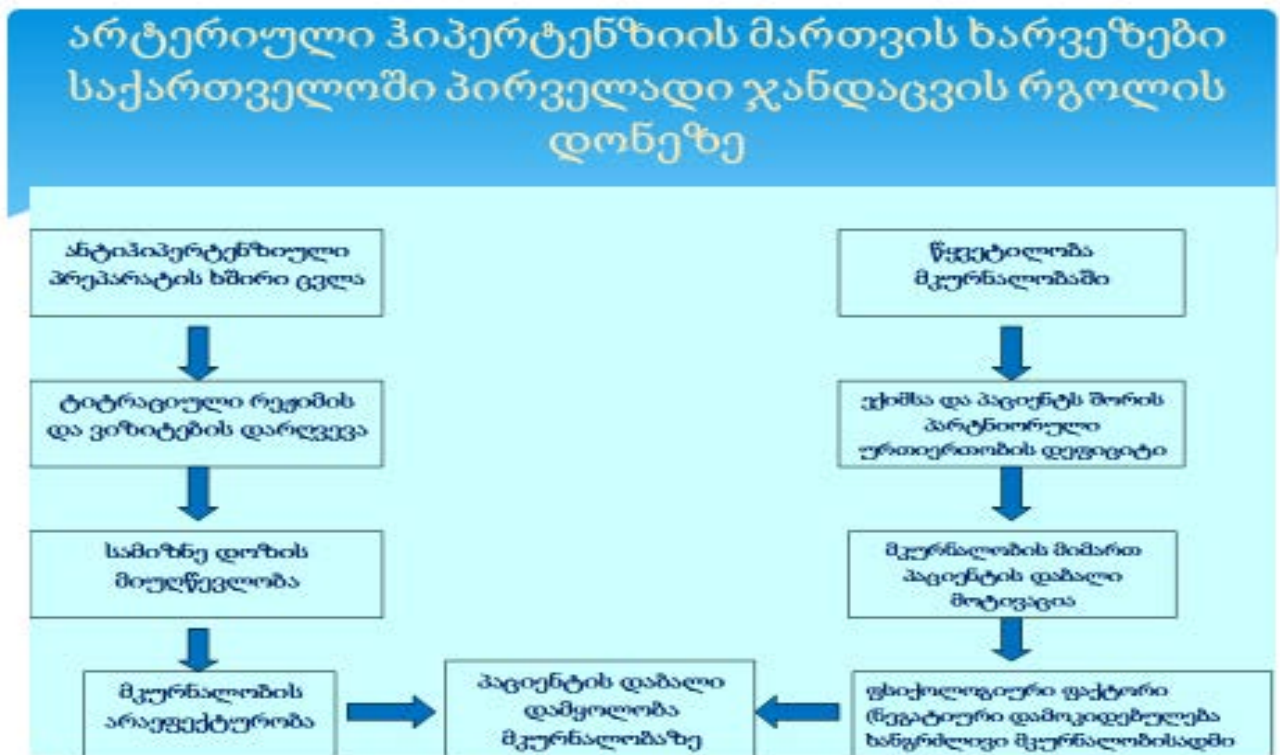 არტერიული ჰიპერტენზიის მართვის ხარვეზები
საქართველოში პირველადი ჯანდაცვის რგოლის
დონეზე
ანტიჰიპერტენზიული
პრეპარატის ხშირი ცვლა
ტიტრაციული რეჟიმის
და ვიზიტების დარღვევა
სამიზნე დოზის
მიუღწევლობა
მკურნალობის
არაეფექტურობა
პაციენტის დაბალი
დამყოლობა
მკურნალობაზე
წყვეტილობა
მკურნალობაში
ექიმსა და პაციენტს შორის
პარტნიორული
ურთიერთობის დეფიციტი
მკურნალობის მიმართ
პაციენტის დაბალი
მოტივაცია
ფსიქოლოგიური ფაქტორი
(ნეგატიური დამოკიდებულება
ხანგრძლივი მკურნალობისადმი